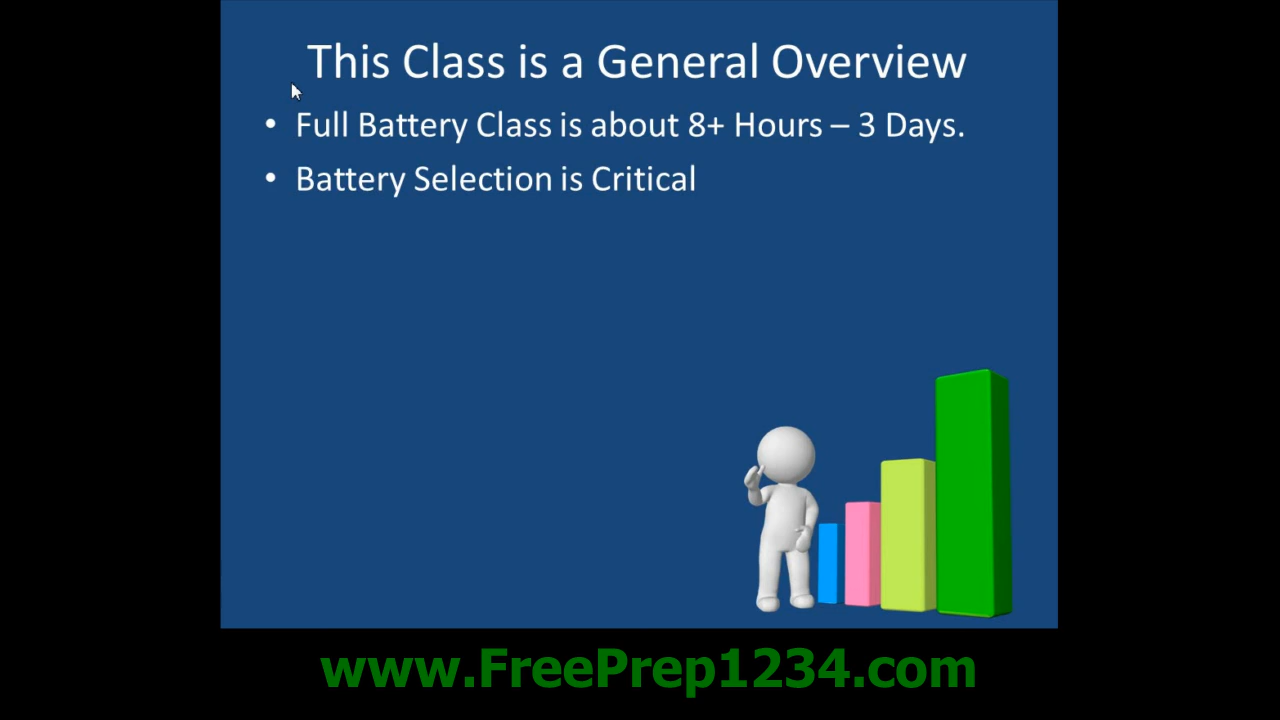 This Class is a General Overview
• Full Battery Class is about 8+ Hours – 3 Days.
• Battery Selection is Critical
www.FreePrep1234.com